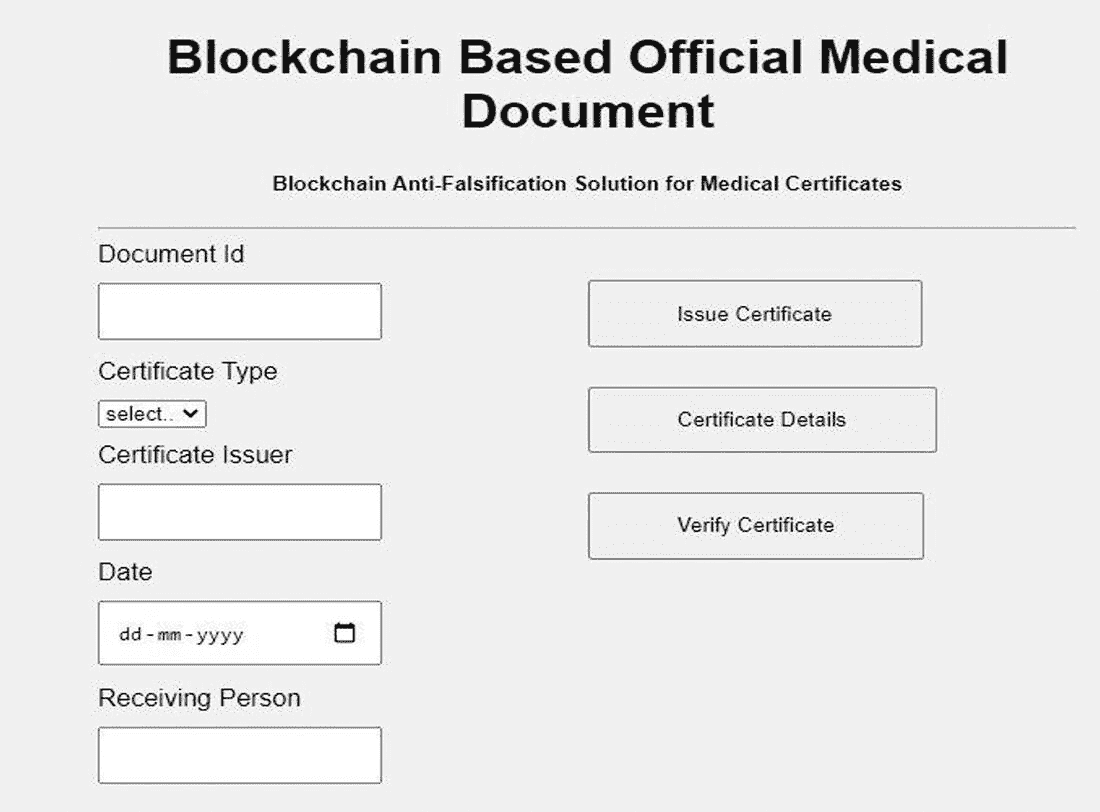 Blockchain Based Official Medical
Document
Blockchain Anti-Falsification Solution for Medical Certificates
Document Id
Issue Certificate
Certificate Type
select..
Certificate Details
Certificate Issuer
Verify Certificate
Date
dd-mm-yyyy
Receiving Person